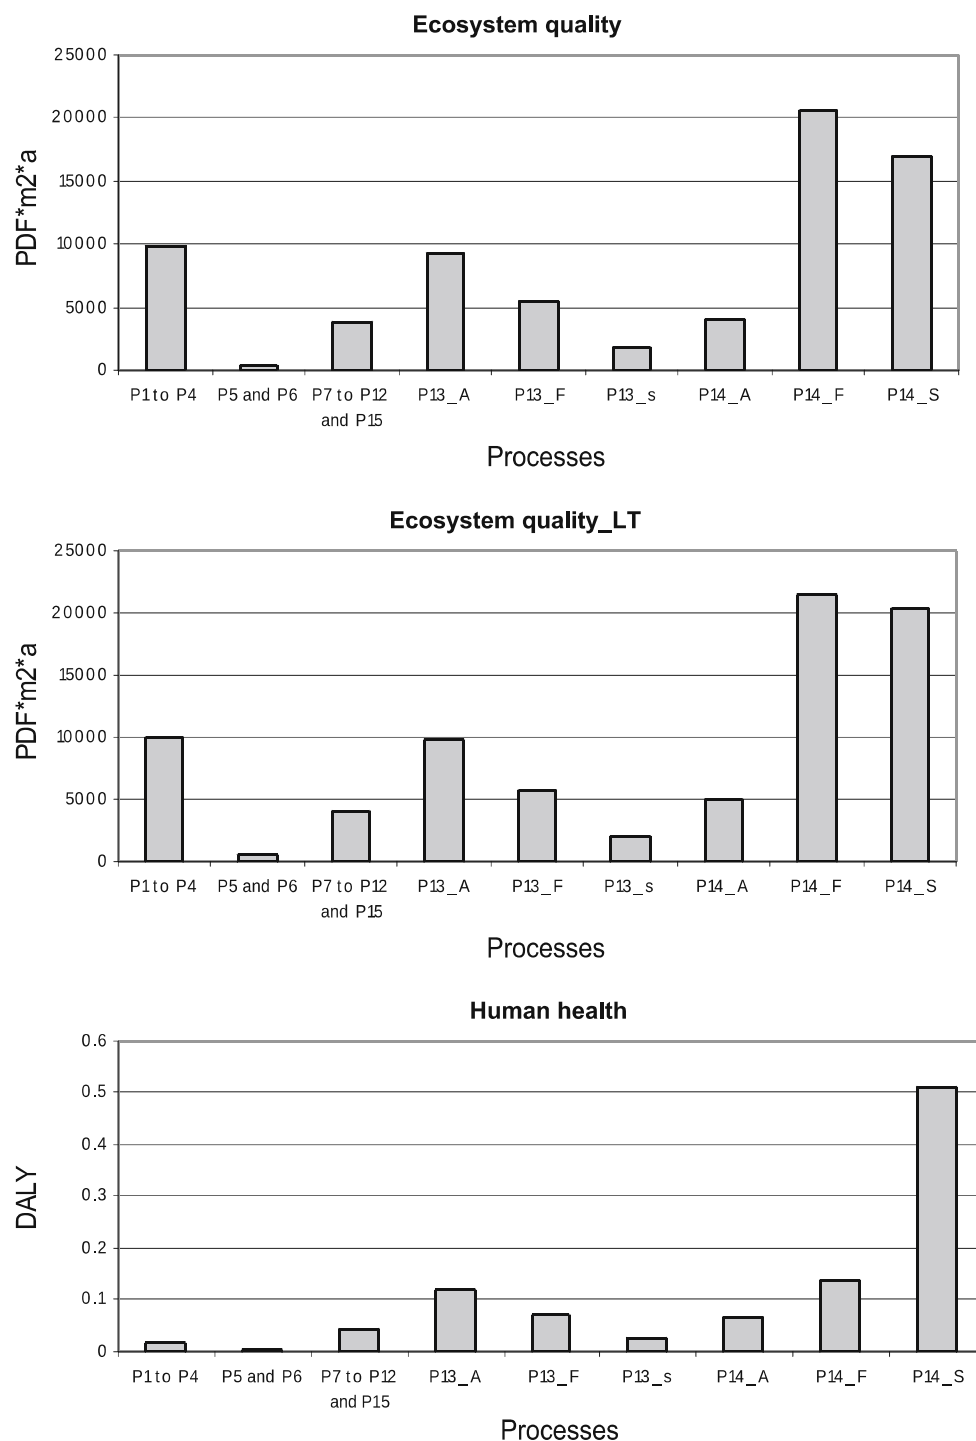 Ecosystem quality
25000
20000
15000
10000
5000
0
PDF*m2*a
P1 to P4 P5 and P6 P7 to P12 P13_A P13_F P13_s P14_A P14_F P14_S
and P15
Processes
Ecosystem quality_LT
25000
20000
15000
10000
5000
0
PDF*m2*a
P1 to P4 P5 and P6 P7 to P12 P13_A P13_F P13_s P14_A P14_F P14_S
and P15
Processes
Human health
0.6
0.5
0.4
0.3
0.2
0.1
0
DALY
P1 to P4 P5 and P6 P7 to P12 P13_A P13_F P13_s P14_A P14_F P14_S
and P15
Processes